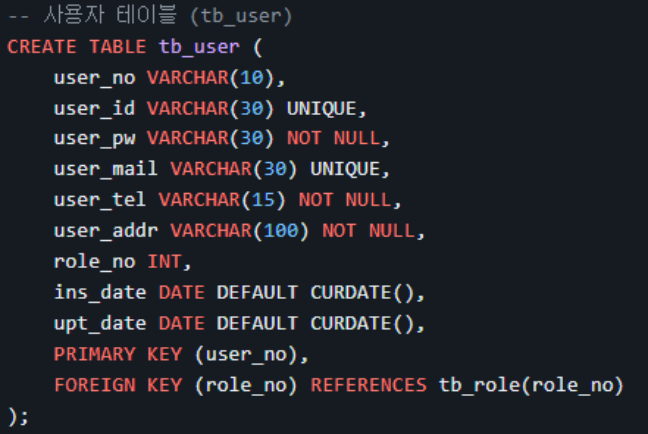 -- 사용자 테이블 (tb_user)
CREATE TABLE tb_user (
    user_no VARCHAR(10),
    user_id VARCHAR(30) UNIQUE,
    user_pw VARCHAR(30) NOT NULL,
    user_mail VARCHAR(30) UNIQUE,
    user_tel VARCHAR(15) NOT NULL,
    user_addr VARCHAR(100) NOT NULL,
    role_no INT,
    ins_date DATE DEFAULT CURDATE(),
    upt_date DATE DEFAULT CURDATE(),
    PRIMARY KEY (user_no),
    FOREIGN KEY (role_no) REFERENCES tb_role(role_no)
);